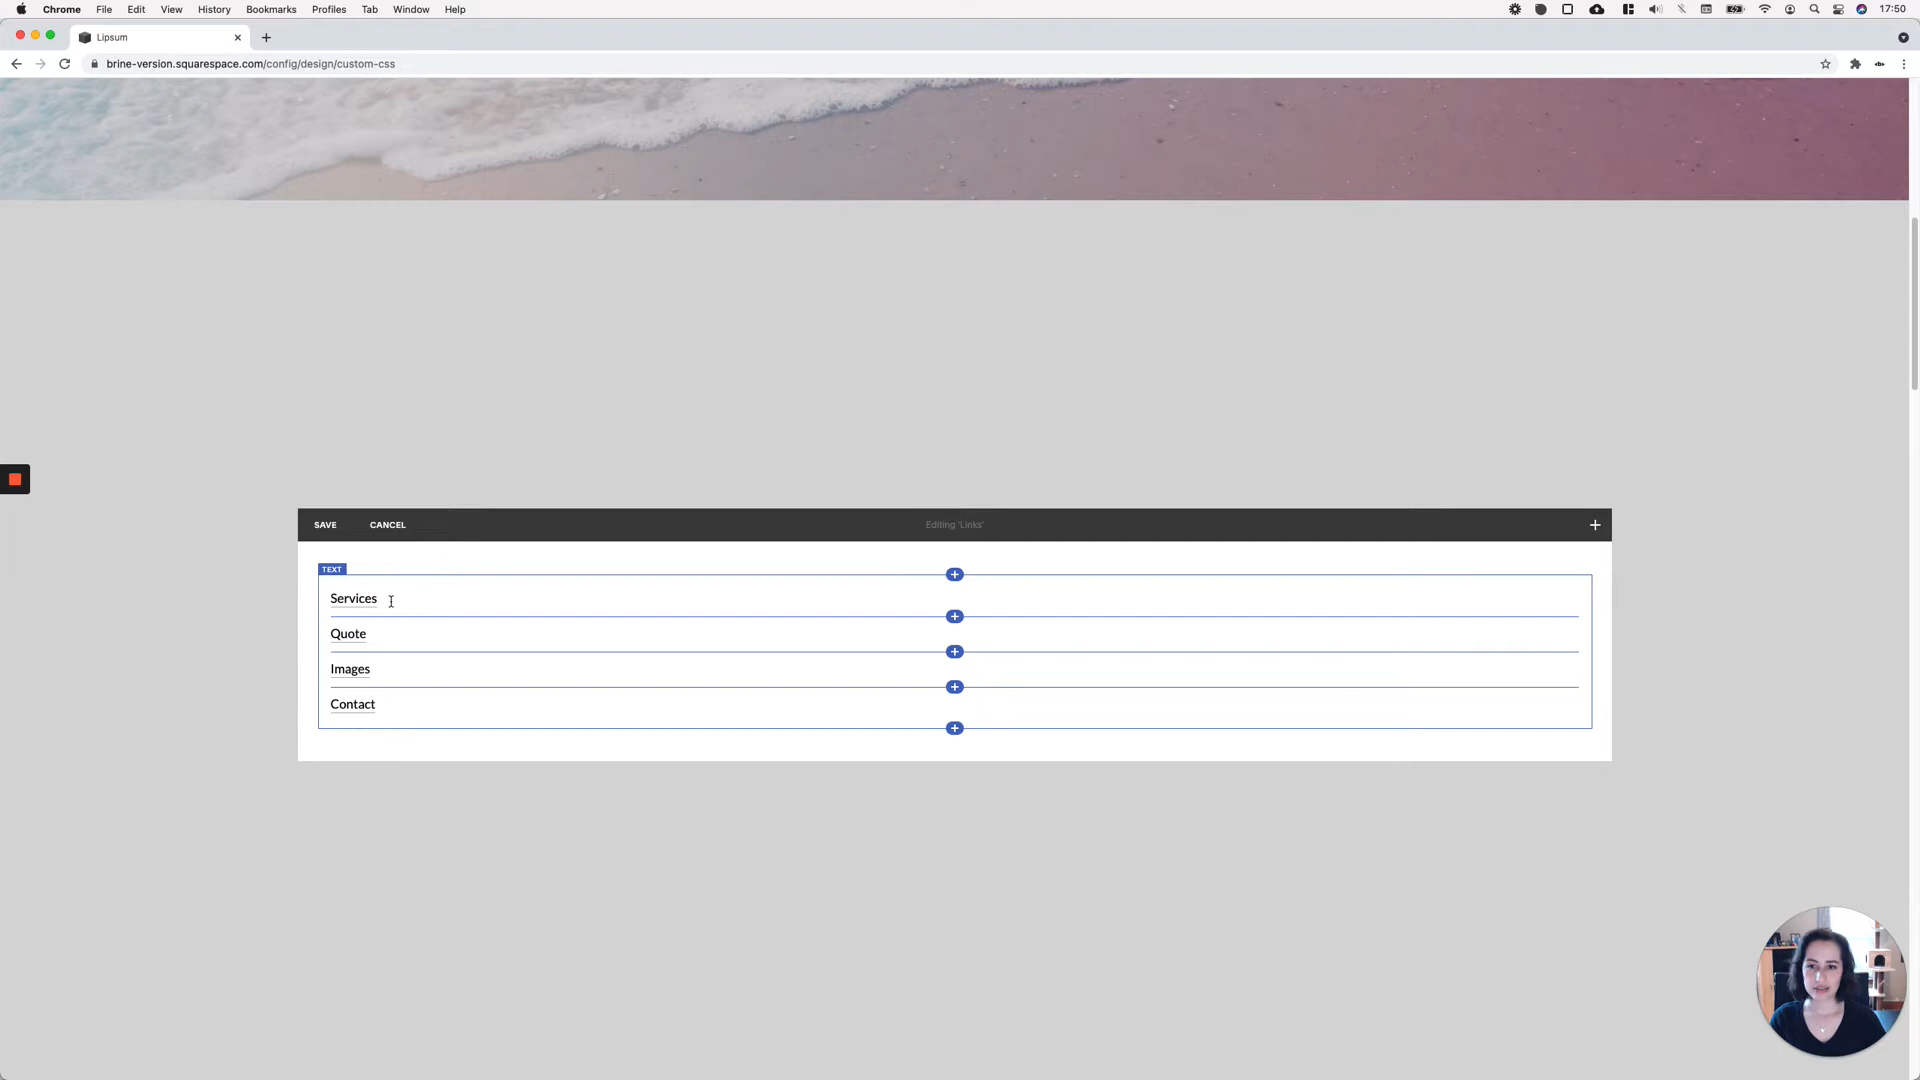 Chrome File Edit View History Bookmarks Profiles Tab Window Help 17:50
Lipsum
brine-version.squarespace.com/config/design/custom-css
SAVE CANCEL Editing 'Links'
TEXT
Services
Quote
Images
Contact